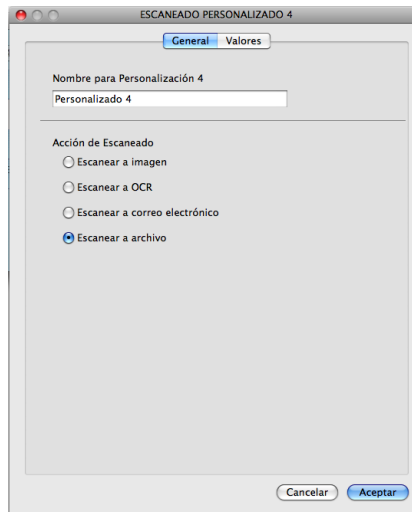 ESCANEADO PERSONALIZADO 4
General Valores
Nombre para Personalización 4
Personalizado 4
Acción de Escaneado
Escanear a imagen
Escanear a OCR
Escanear a correo electrónico
Escanear a archivo
Cancelar Aceptar